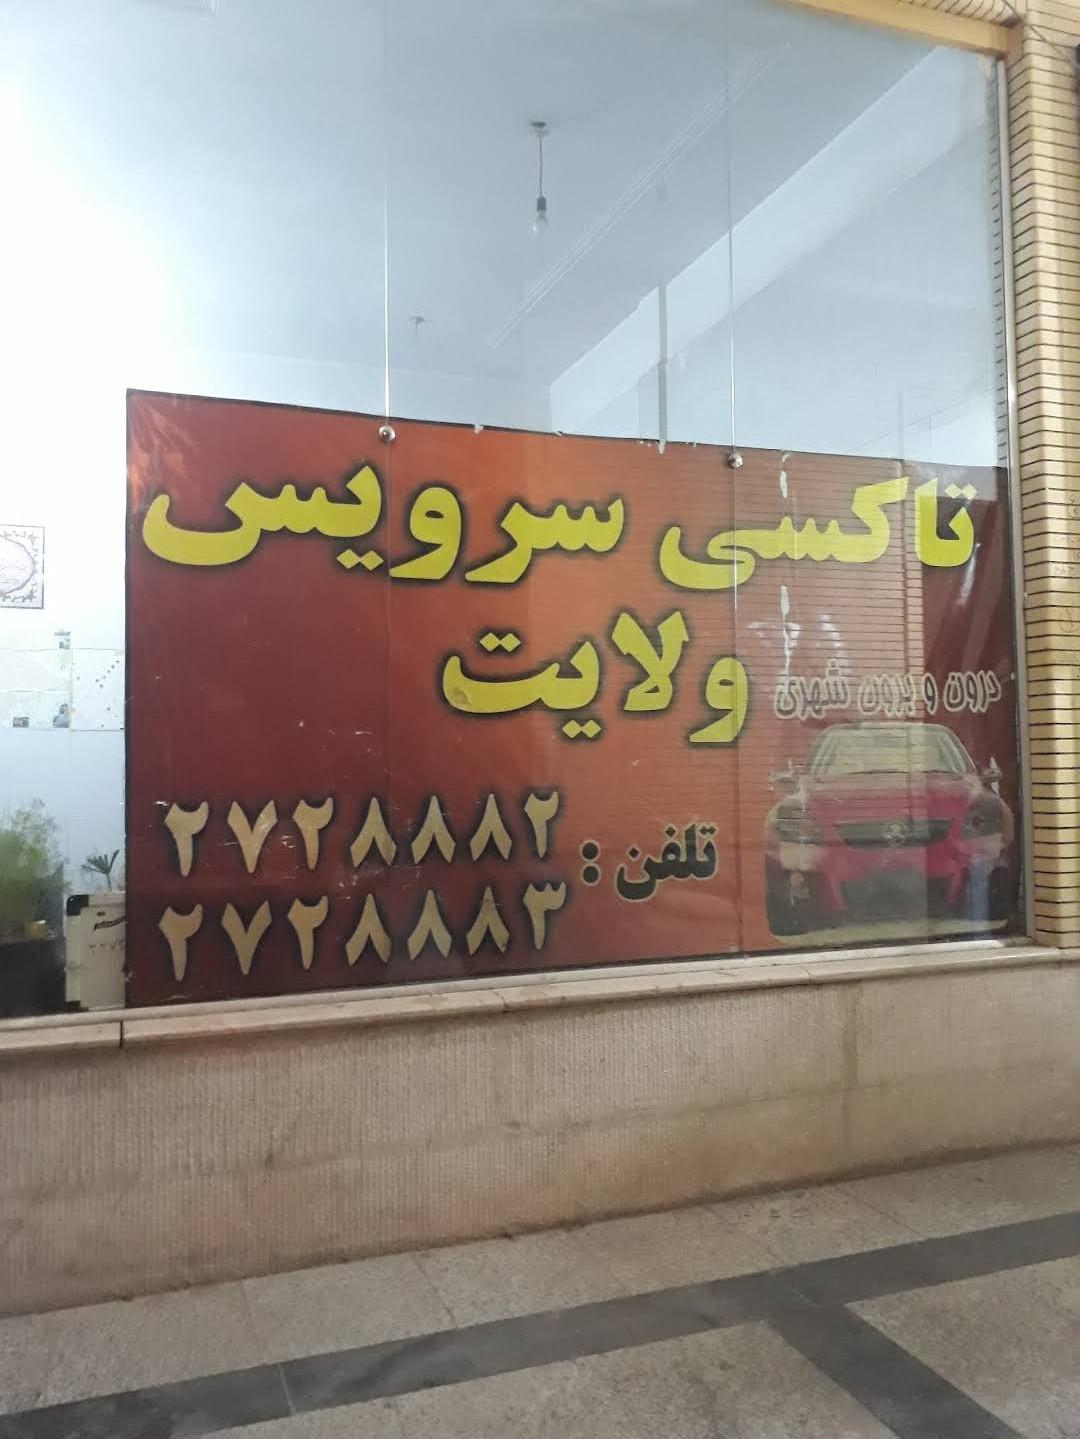 تاکسی سرویس
ولایت
درون و برون شهری
تلفن : ۲۷۲۸۸۸۲
۲۷۲۸۸۸۳